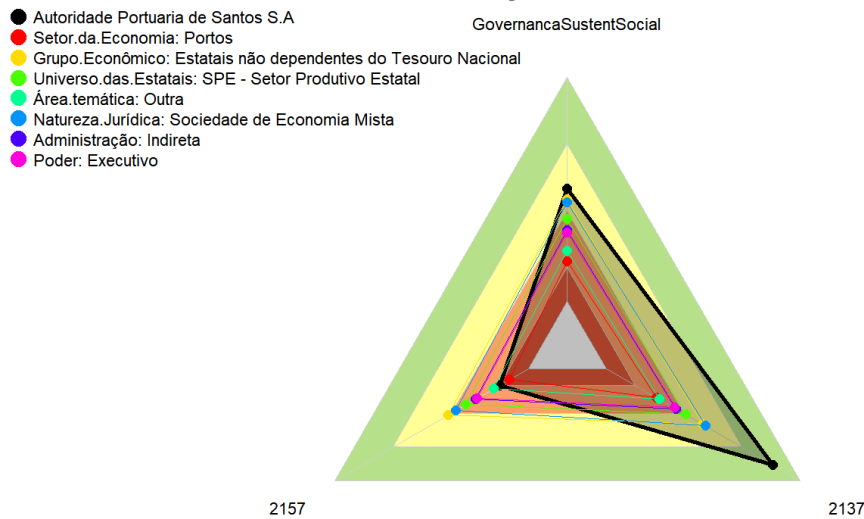 Autoridade Portuaria de Santos S.A
GovernancaSustentSocial
Setor.da.Economia: Portos
Grupo.Econômico: Estatais não dependentes do Tesouro Nacional
Universo.das.Estatais: SPE - Setor Produtivo Estatal
Área.temática: Outra
Natureza.Jurídica: Sociedade de Economia Mista
Administração: Indireta
Poder: Executivo
2157
2137